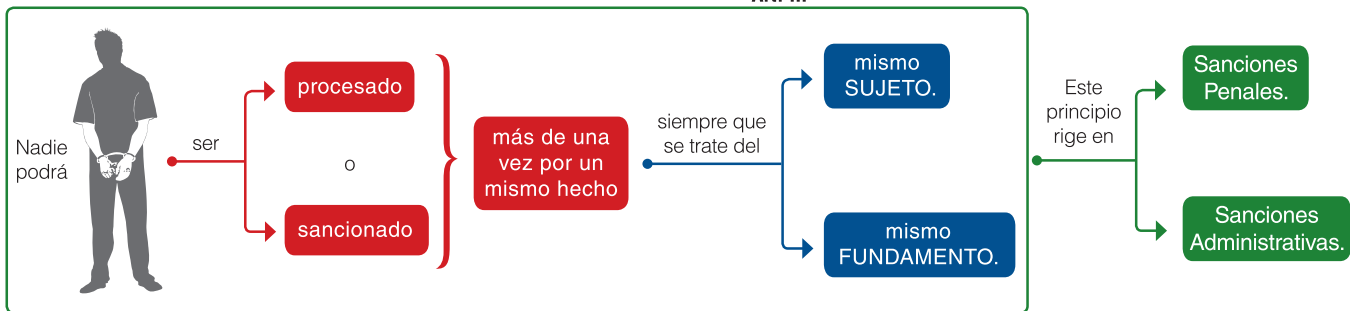 Nadie
podrá
ser
procesado
o
sancionado
más de una
vez por un
mismo hecho
siempre que
se trate del
mismo
SUJETO.
mismo
FUNDAMENTO.
Este
principio
rige en
Sanciones
Penales.
Sanciones
Administrativas.